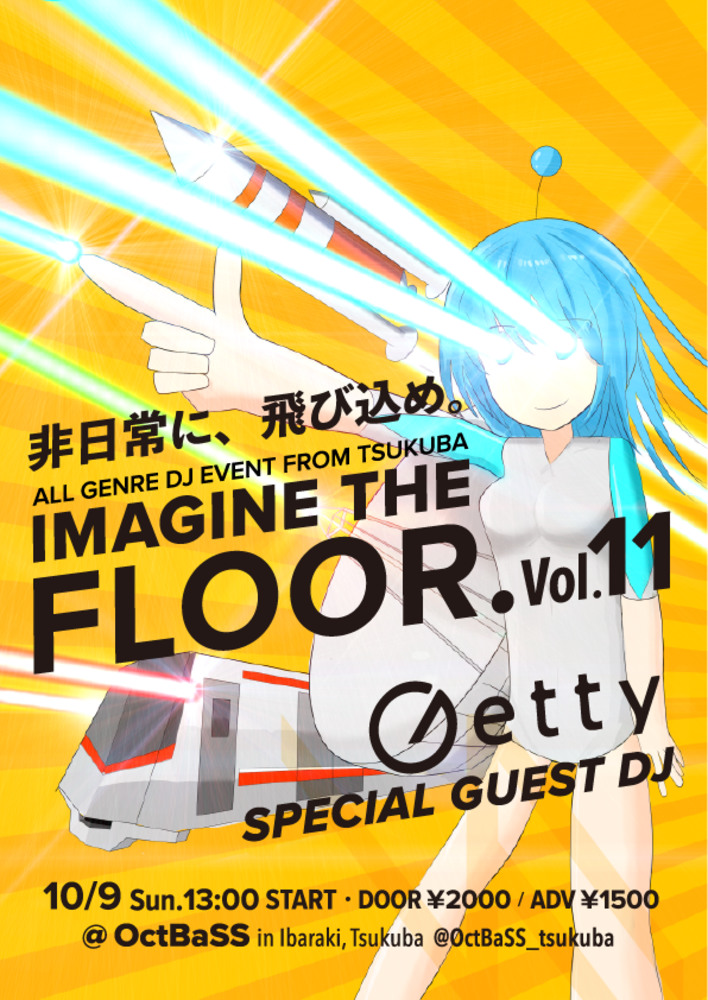 非日常に、飛び込め。
ALL GENRE DJ EVENT FROM TSUKUBA
IMAGINE THE
FLOOR. Vol.11
Getty
SPECIAL GUEST DJ
10/9 Sun.13:00 START・DOOR ¥2000 / ADV ¥1500
@ OctBaSS in Ibaraki, Tsukuba @OctBaSS_tsukuba